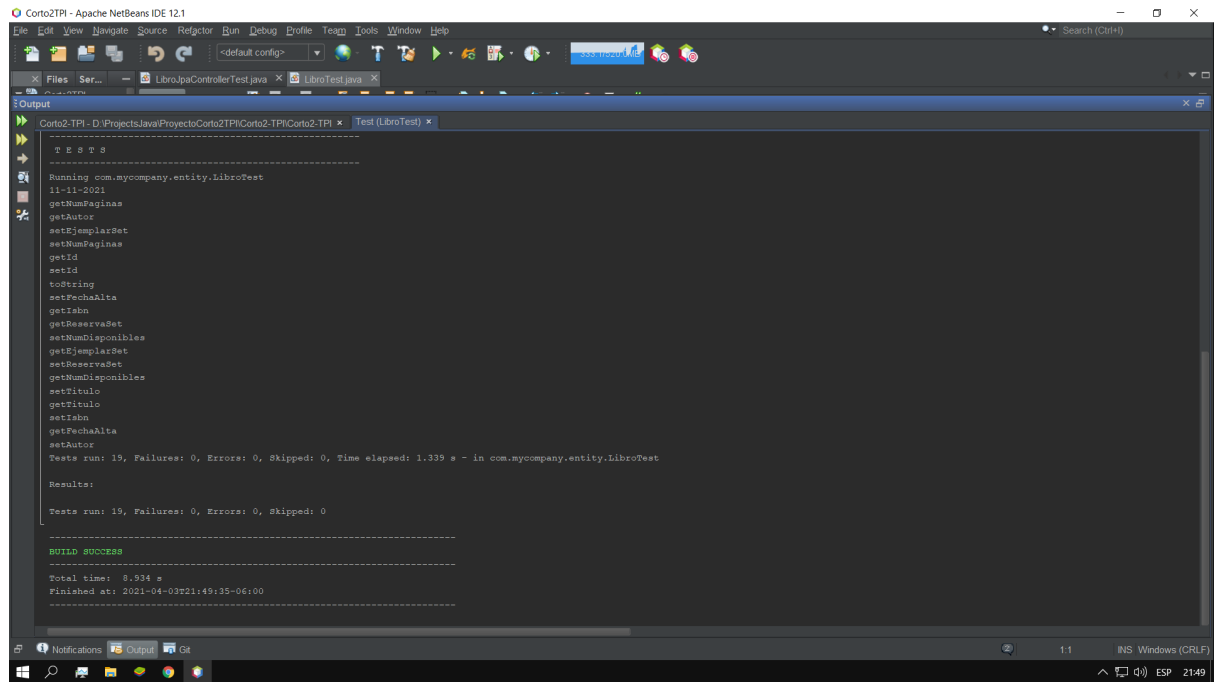 Corto2TPI - Apache NetBeans IDE 12.1
File Edit View Navigate Source Refactor Run Debug Profile Team Tools Window Help
Search (Ctrl+I)
<default config>
Files Ser... LibroJpaControllerTest.java LibroTest.java
Output
Corto2-TPI - D:\ProjectsJava\ProyectoCorto2TPI\Corto2-TPI\Corto2-TPI Test (LibroTest)
-------------------------------------------------------
T E S T S
-------------------------------------------------------
Running com.mycompany.entity.LibroTest
11-11-2021
getNumPaginas
getAutor
setEjemplarSet
setNumPaginas
getId
setId
toString
setFechaAlta
getIsbn
getReservaSet
setNumDisponibles
getEjemplarSet
setReservaSet
getNumDisponibles
setTitulo
getTitulo
setIsbn
getFechaAlta
setAutor
Tests run: 19, Failures: 0, Errors: 0, Skipped: 0, Time elapsed: 1.339 s - in com.mycompany.entity.LibroTest
Results:
Tests run: 19, Failures: 0, Errors: 0, Skipped: 0
------------------------------------------------------------------------
BUILD SUCCESS
------------------------------------------------------------------------
Total time:  8.934 s
Finished at: 2021-04-03T21:49:35-06:00
------------------------------------------------------------------------
Notifications Output Git
2 1:1 INS Windows (CRLF)
ESP 21:49